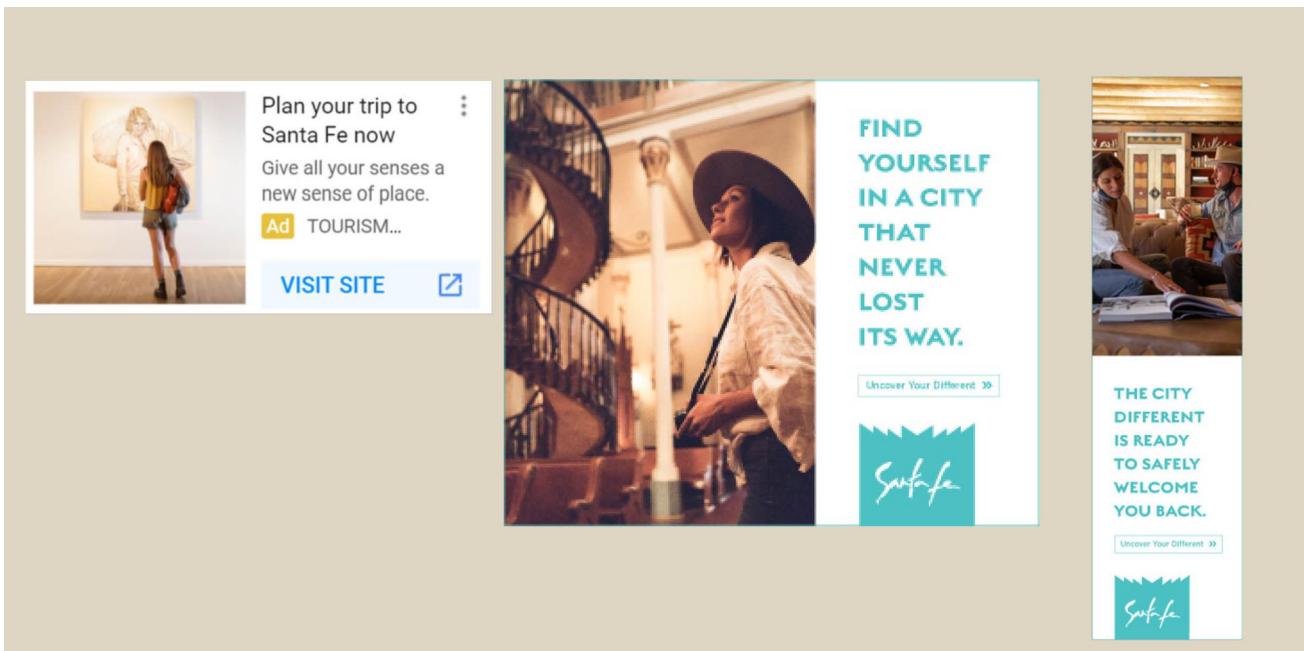 Plan your trip to
Santa Fe now
Give all your senses a
new sense of place.
Ad TOURISM...
VISIT SITE
FIND
YOURSELF
IN A CITY
THAT
NEVER
LOST
ITS WAY.
Uncover Your Different »
Santa Fe
THE CITY
DIFFERENT
IS READY
TO SAFELY
WELCOME
YOU BACK.
Uncover Your Different »
Santa Fe